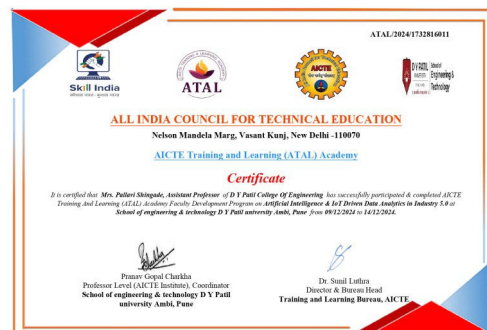 ATAL/2024/1732816011
Skill India
कौशल भारत - कुशल भारत
ATAL
AICTE
D Y PATIL
School of
Engineering &
Technology
ALL INDIA COUNCIL FOR TECHNICAL EDUCATION
Nelson Mandela Marg, Vasant Kunj, New Delhi -110070
AICTE Training and Learning (ATAL) Academy
Certificate
It is certified that Mrs. Pallavi Shingade, Assistant Professor of D Y Patil College Of Engineering has successfully participated & completed AICTE
Training And Learning (ATAL) Academy Faculty Development Program on Artificial Intelligence & IoT Driven Data Analytics in Industry 5.0 at
School of engineering & technology D Y Patil university Ambi, Pune from 09/12/2024 to 14/12/2024.
Pranav Gopal Charkha
Professor Level (AICTE Institute), Coordinator
School of engineering & technology D Y Patil
university Ambi, Pune
Dr. Sunil Luthra
Director & Bureau Head
Training and Learning Bureau, AICTE